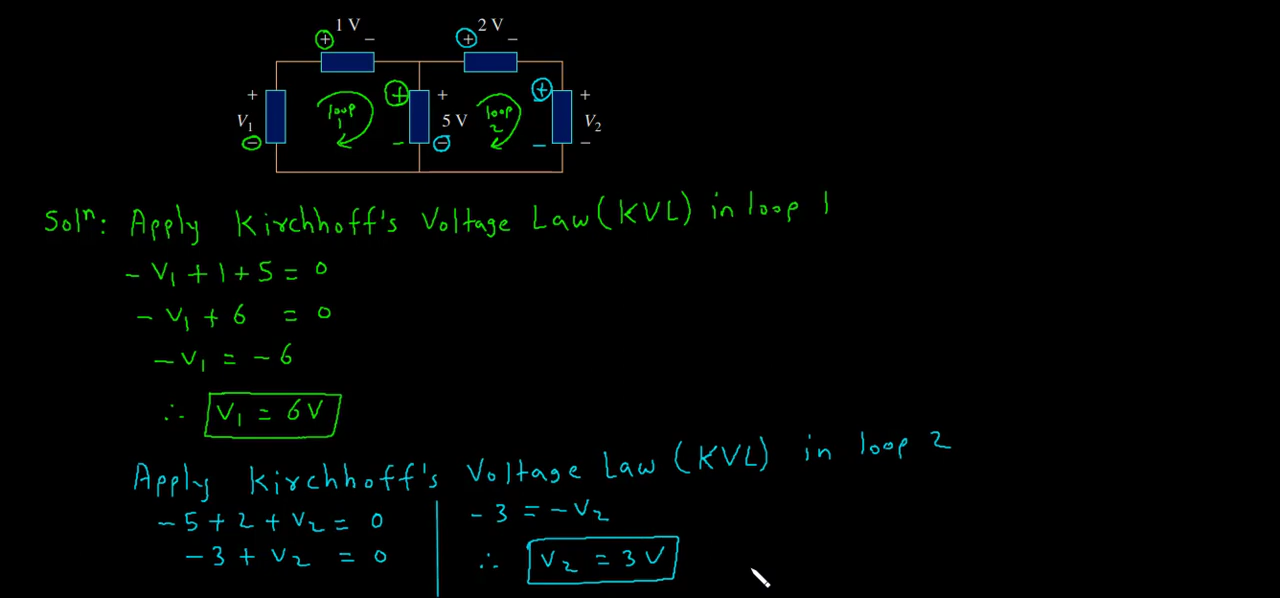 1 V
2 V
+ − + −
+ + + + +
V₁ loop 1 5 V loop 2 V₂
− − − − −
Solⁿ: Apply Kirchhoff's Voltage Law (KVL) in loop 1
− V₁ + 1 + 5 = 0
− V₁ + 6 = 0
− V₁ = − 6
∴ V₁ = 6V
Apply Kirchhoff's Voltage Law (KVL) in loop 2
− 5 + 2 + V₂ = 0
− 3 + V₂ = 0
− 3 = − V₂
∴ V₂ = 3 V